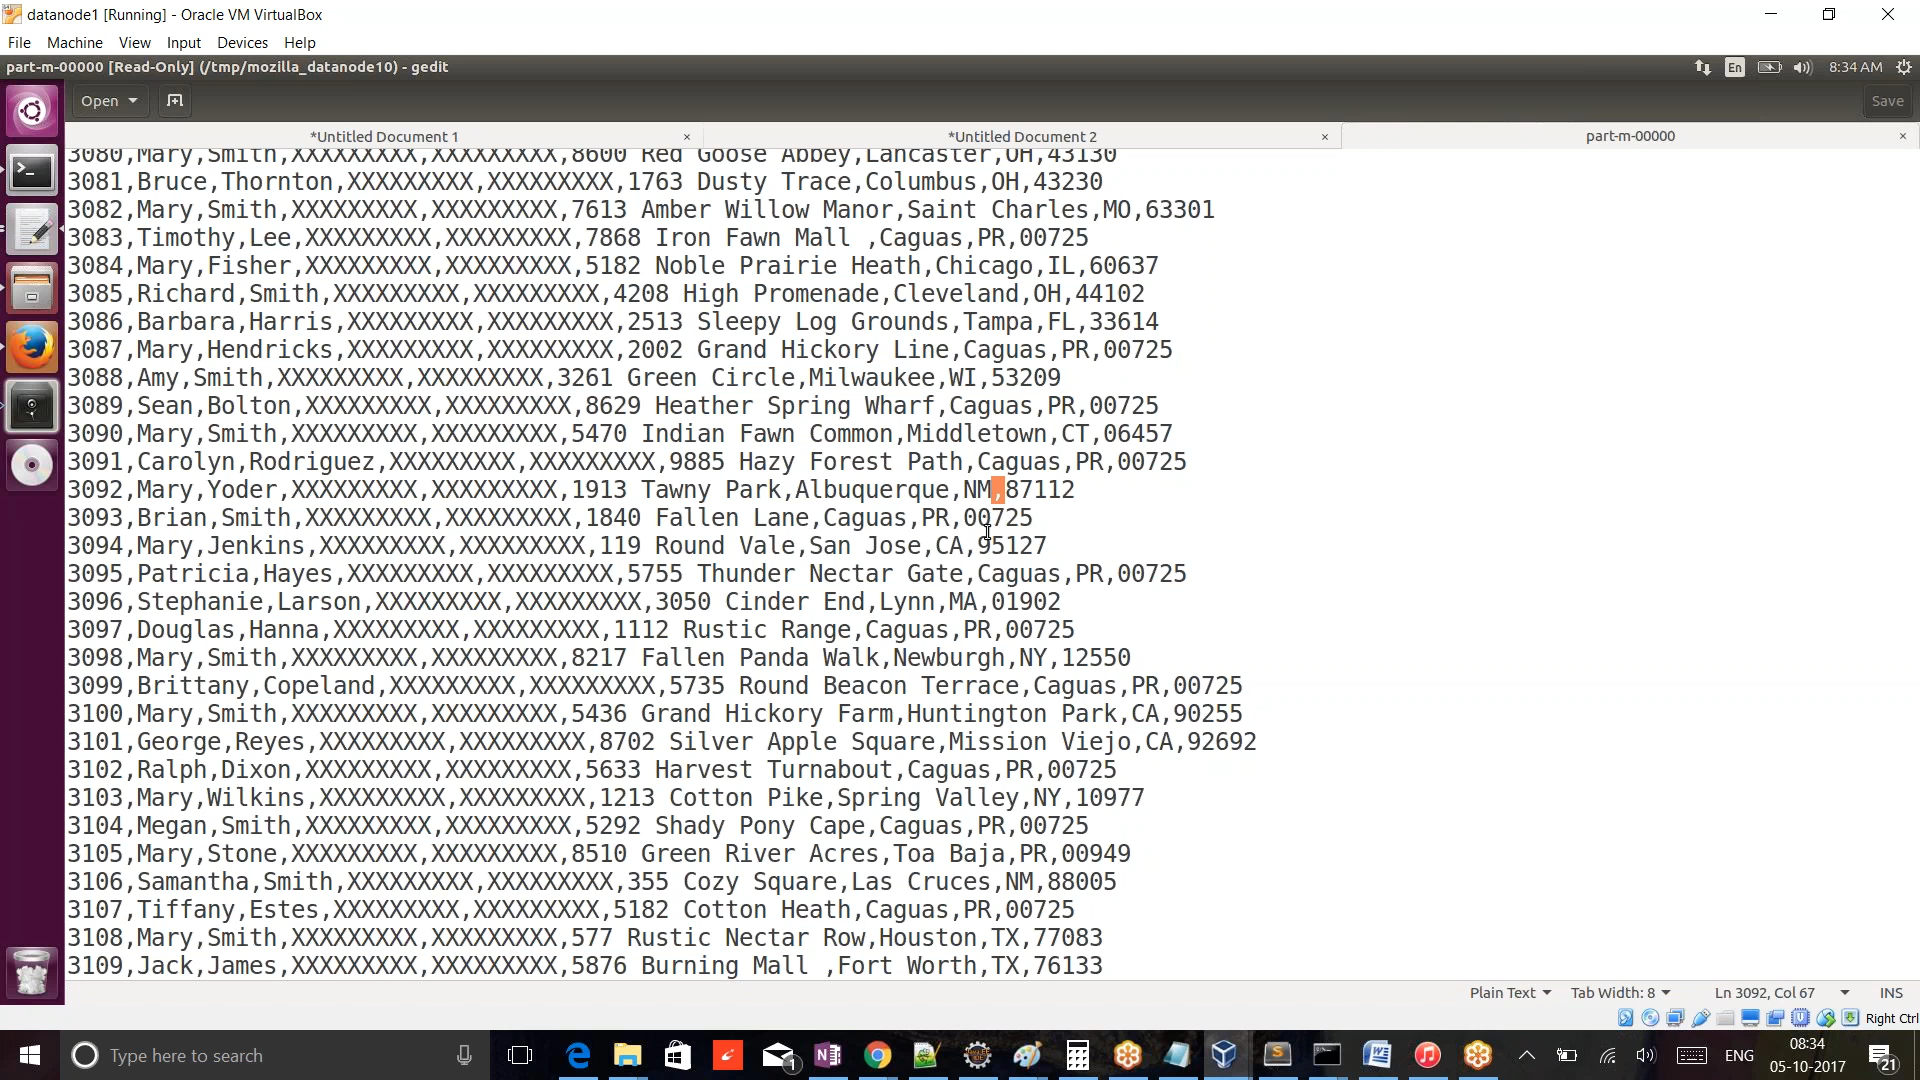 datanode1 [Running] - Oracle VM VirtualBox
File Machine View Input Devices Help
part-m-00000 [Read-Only] (/tmp/mozilla_datanode10) - gedit
En 8:34 AM
Open Save
*Untitled Document 1 × *Untitled Document 2 × part-m-00000 ×
3080,Mary,Smith,XXXXXXXXX,XXXXXXXXX,8600 Red Goose Abbey,Lancaster,OH,43130
3081,Bruce,Thornton,XXXXXXXXX,XXXXXXXXX,1763 Dusty Trace,Columbus,OH,43230
3082,Mary,Smith,XXXXXXXXX,XXXXXXXXX,7613 Amber Willow Manor,Saint Charles,MO,63301
3083,Timothy,Lee,XXXXXXXXX,XXXXXXXXX,7868 Iron Fawn Mall ,Caguas,PR,00725
3084,Mary,Fisher,XXXXXXXXX,XXXXXXXXX,5182 Noble Prairie Heath,Chicago,IL,60637
3085,Richard,Smith,XXXXXXXXX,XXXXXXXXX,4208 High Promenade,Cleveland,OH,44102
3086,Barbara,Harris,XXXXXXXXX,XXXXXXXXX,2513 Sleepy Log Grounds,Tampa,FL,33614
3087,Mary,Hendricks,XXXXXXXXX,XXXXXXXXX,2002 Grand Hickory Line,Caguas,PR,00725
3088,Amy,Smith,XXXXXXXXX,XXXXXXXXX,3261 Green Circle,Milwaukee,WI,53209
3089,Sean,Bolton,XXXXXXXXX,XXXXXXXXX,8629 Heather Spring Wharf,Caguas,PR,00725
3090,Mary,Smith,XXXXXXXXX,XXXXXXXXX,5470 Indian Fawn Common,Middletown,CT,06457
3091,Carolyn,Rodriguez,XXXXXXXXX,XXXXXXXXX,9885 Hazy Forest Path,Caguas,PR,00725
3092,Mary,Yoder,XXXXXXXXX,XXXXXXXXX,1913 Tawny Park,Albuquerque,NM,87112
3093,Brian,Smith,XXXXXXXXX,XXXXXXXXX,1840 Fallen Lane,Caguas,PR,00725
3094,Mary,Jenkins,XXXXXXXXX,XXXXXXXXX,119 Round Vale,San Jose,CA,95127
3095,Patricia,Hayes,XXXXXXXXX,XXXXXXXXX,5755 Thunder Nectar Gate,Caguas,PR,00725
3096,Stephanie,Larson,XXXXXXXXX,XXXXXXXXX,3050 Cinder End,Lynn,MA,01902
3097,Douglas,Hanna,XXXXXXXXX,XXXXXXXXX,1112 Rustic Range,Caguas,PR,00725
3098,Mary,Smith,XXXXXXXXX,XXXXXXXXX,8217 Fallen Panda Walk,Newburgh,NY,12550
3099,Brittany,Copeland,XXXXXXXXX,XXXXXXXXX,5735 Round Beacon Terrace,Caguas,PR,00725
3100,Mary,Smith,XXXXXXXXX,XXXXXXXXX,5436 Grand Hickory Farm,Huntington Park,CA,90255
3101,George,Reyes,XXXXXXXXX,XXXXXXXXX,8702 Silver Apple Square,Mission Viejo,CA,92692
3102,Ralph,Dixon,XXXXXXXXX,XXXXXXXXX,5633 Harvest Turnabout,Caguas,PR,00725
3103,Mary,Wilkins,XXXXXXXXX,XXXXXXXXX,1213 Cotton Pike,Spring Valley,NY,10977
3104,Megan,Smith,XXXXXXXXX,XXXXXXXXX,5292 Shady Pony Cape,Caguas,PR,00725
3105,Mary,Stone,XXXXXXXXX,XXXXXXXXX,8510 Green River Acres,Toa Baja,PR,00949
3106,Samantha,Smith,XXXXXXXXX,XXXXXXXXX,355 Cozy Square,Las Cruces,NM,88005
3107,Tiffany,Estes,XXXXXXXXX,XXXXXXXXX,5182 Cotton Heath,Caguas,PR,00725
3108,Mary,Smith,XXXXXXXXX,XXXXXXXXX,577 Rustic Nectar Row,Houston,TX,77083
3109,Jack,James,XXXXXXXXX,XXXXXXXXX,5876 Burning Mall ,Fort Worth,TX,76133
Plain Text Tab Width: 8 Ln 3092, Col 67 INS
Right Ctrl
Type here to search
1
ENG
08:34
05-10-2017
21